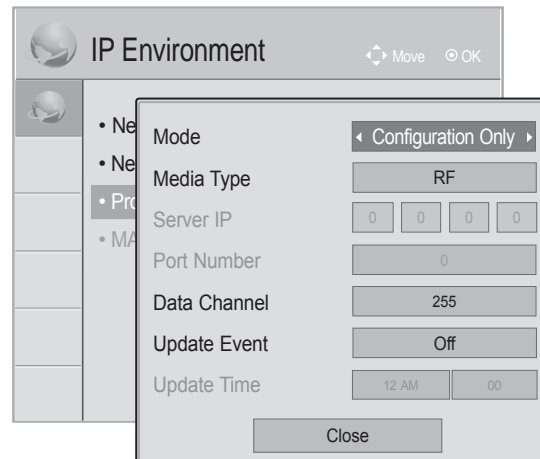 IP Environment
Move OK
• Ne
• Ne
• Pro
• MA
Mode Configuration Only
Media Type RF
Server IP 0 0 0 0
Port Number 0
Data Channel 255
Update Event Off
Update Time 12 AM 00
Close